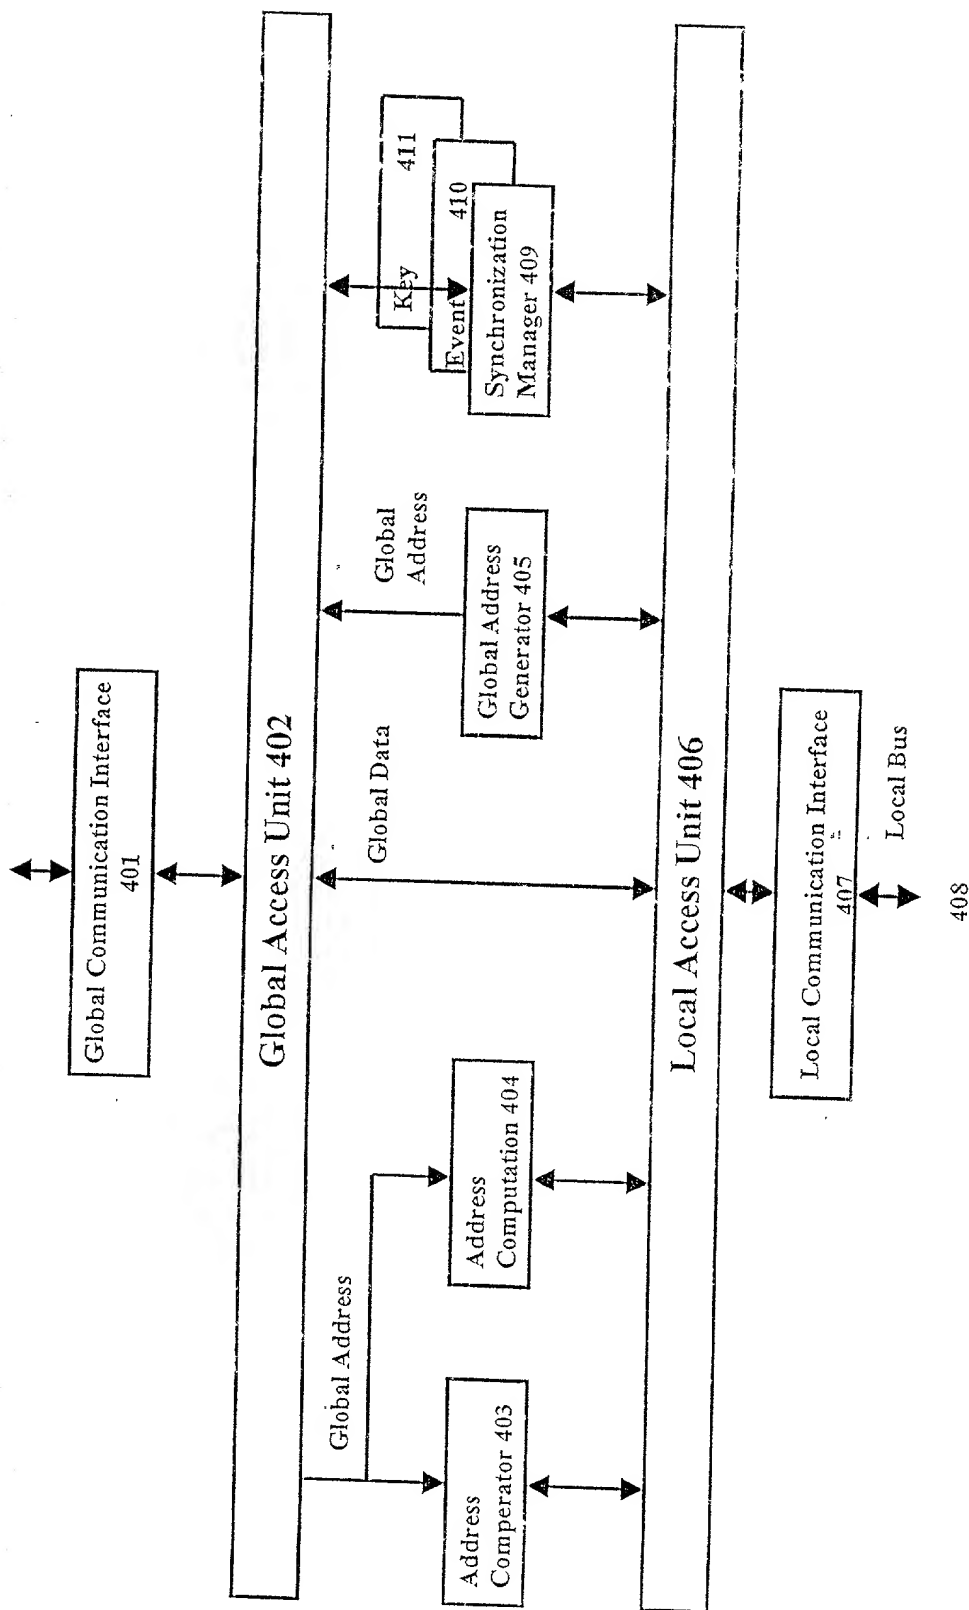 Global Communication Interface
401
Global Access Unit 402
Global Address
Global Data
Global
Address
Key 411
Event 410
Synchronization
Manager 409
Address
Comperator 403
Address
Computation 404
Global Address
Generator 405
Local Access Unit 406
Local Communication Interface
407
Local Bus
408